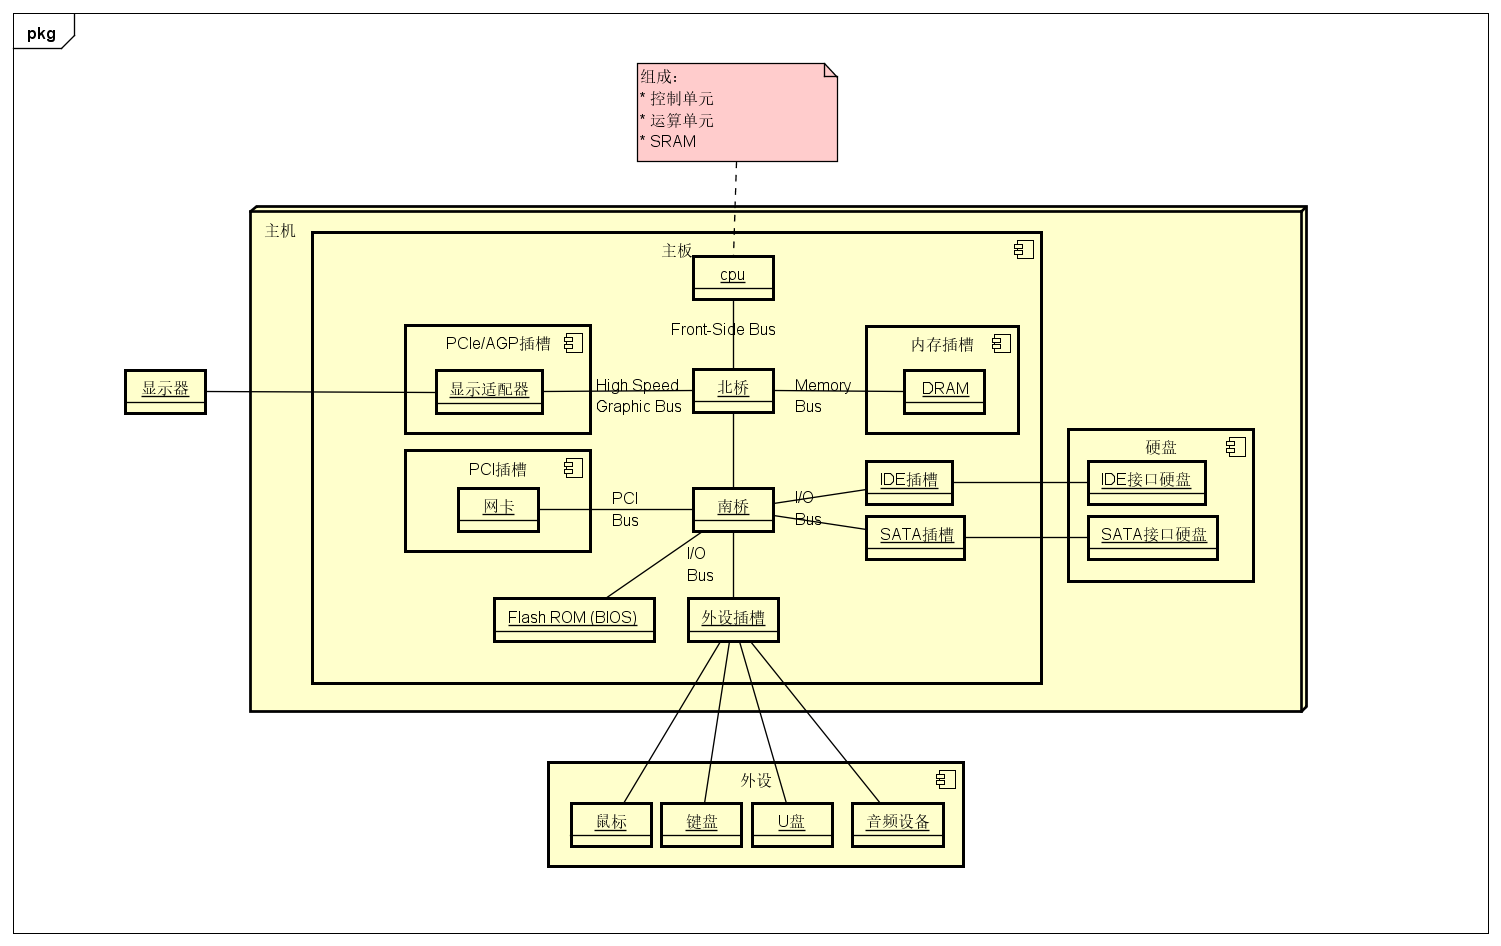 pkg
组成:
* 控制单元
* 运算单元
* SRAM
主机
主板
cpu
Front-Side Bus
PCIe/AGP插槽
内存插槽
显示器
显示适配器
High Speed
Graphic Bus
北桥
Memory
Bus
DRAM
硬盘
PCI插槽
IDE插槽
IDE接口硬盘
网卡
PCI
Bus
南桥
I/O
Bus
SATA插槽
SATA接口硬盘
I/O
Bus
Flash ROM (BIOS)
外设插槽
外设
鼠标
键盘
U盘
音频设备